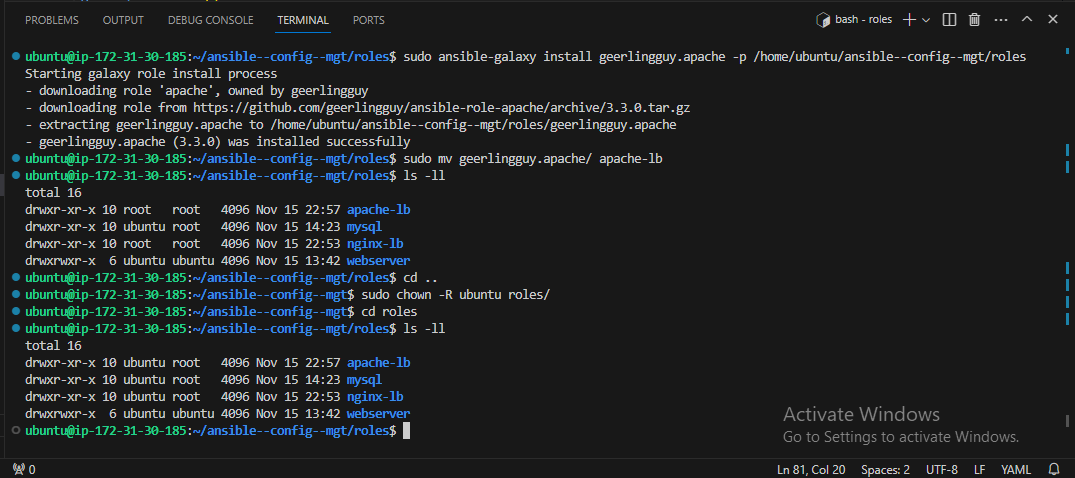 PROBLEMS OUTPUT DEBUG CONSOLE TERMINAL PORTS bash - roles
ubuntu@ip-172-31-30-185:~/ansible--config--mgt/roles$ sudo ansible-galaxy install geerlingguy.apache -p /home/ubuntu/ansible--config--mgt/roles
Starting galaxy role install process
- downloading role 'apache', owned by geerlingguy
- downloading role from https://github.com/geerlingguy/ansible-role-apache/archive/3.3.0.tar.gz
- extracting geerlingguy.apache to /home/ubuntu/ansible--config--mgt/roles/geerlingguy.apache
- geerlingguy.apache (3.3.0) was installed successfully
ubuntu@ip-172-31-30-185:~/ansible--config--mgt/roles$ sudo mv geerlingguy.apache/ apache-lb
ubuntu@ip-172-31-30-185:~/ansible--config--mgt/roles$ ls -ll
total 16
drwxr-xr-x 10 root   root   4096 Nov 15 22:57 apache-lb
drwxr-xr-x 10 ubuntu root   4096 Nov 15 14:23 mysql
drwxr-xr-x 10 root   root   4096 Nov 15 22:53 nginx-lb
drwxrwxr-x  6 ubuntu ubuntu 4096 Nov 15 13:42 webserver
ubuntu@ip-172-31-30-185:~/ansible--config--mgt/roles$ cd ..
ubuntu@ip-172-31-30-185:~/ansible--config--mgt$ sudo chown -R ubuntu roles/
ubuntu@ip-172-31-30-185:~/ansible--config--mgt$ cd roles
ubuntu@ip-172-31-30-185:~/ansible--config--mgt/roles$ ls -ll
total 16
drwxr-xr-x 10 ubuntu root   4096 Nov 15 22:57 apache-lb
drwxr-xr-x 10 ubuntu root   4096 Nov 15 14:23 mysql
drwxr-xr-x 10 ubuntu root   4096 Nov 15 22:53 nginx-lb
drwxrwxr-x  6 ubuntu ubuntu 4096 Nov 15 13:42 webserver
ubuntu@ip-172-31-30-185:~/ansible--config--mgt/roles$
Activate Windows
Go to Settings to activate Windows.
0 Ln 81, Col 20 Spaces: 2 UTF-8 LF YAML